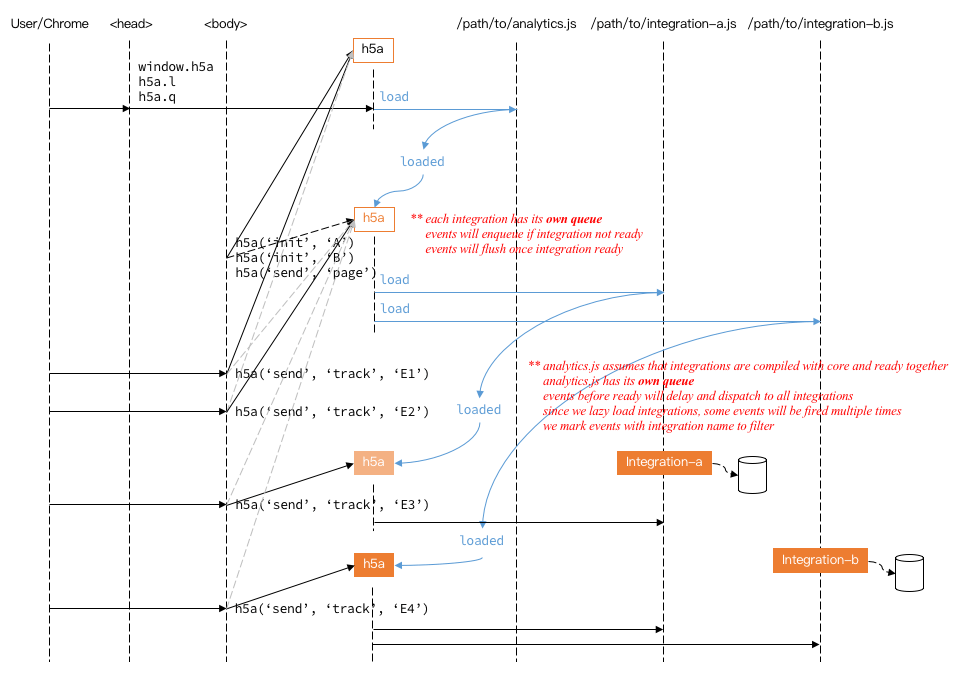 User/Chrome
<head>
<body>
/path/to/analytics.js
/path/to/integration-a.js
/path/to/integration-b.js
h5a
window.h5a
h5a.l
h5a.q
load
loaded
h5a
** each integration has its own queue
events will enqueue if integration not ready
events will flush once integration ready
h5a(‘init’, ‘A’)
h5a(‘init’, ‘B’)
h5a(‘send’, ‘page’)
load
load
** analytics.js assumes that integrations are compiled with core and ready together
analytics.js has its own queue
events before ready will delay and dispatch to all integrations
since we lazy load integrations, some events will be fired multiple times
we mark events with integration name to filter
h5a(‘send’, ‘track’, ‘E1’)
h5a(‘send’, ‘track’, ‘E2’)
loaded
h5a
Integration-a
h5a(‘send’, ‘track’, ‘E3’)
loaded
h5a
Integration-b
h5a(‘send’, ‘track’, ‘E4’)